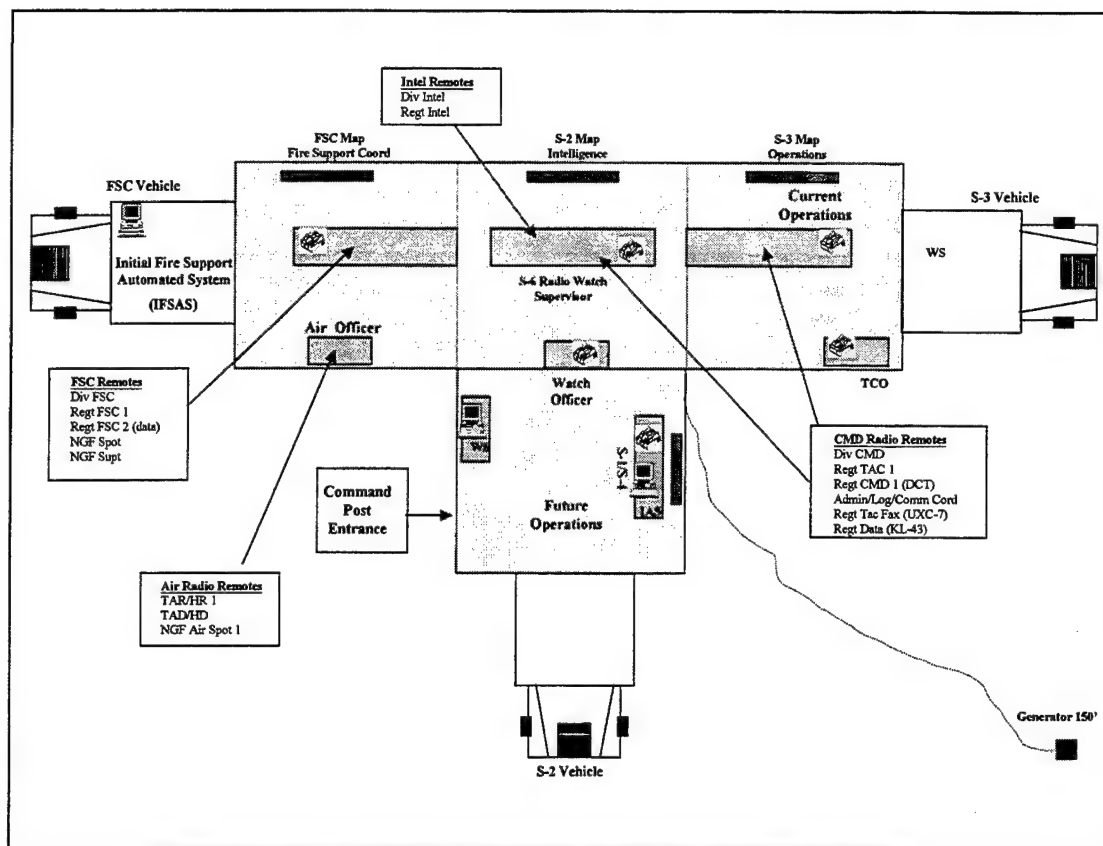 Intel Remotes
Div Intel
Regt Intel
FSC Map
Fire Support Coord
S-2 Map
Intelligence
S-3 Map
Operations
FSC Vehicle
Current
Operations
S-3 Vehicle
Initial Fire Support
Automated System
(IFSAS)
S-6 Radio Watch
Supervisor
WS
Air Officer
FSC Remotes
Div FSC
Regt FSC 1
Regt FSC 2 (data)
NGF Spot
NGF Supt
Watch
Officer
TCO
WS
S-1/S-4
IAS
CMD Radio Remotes
Div CMD
Regt TAC 1
Regt CMD 1 (DCT)
Admin/Log/Comm Cord
Regt Tac Fax (UXC-7)
Regt Data (KL-43)
Command
Post
Entrance
Future
Operations
Air Radio Remotes
TAR/HR 1
TAD/HD
NGF Air Spot 1
Generator 150'
S-2 Vehicle